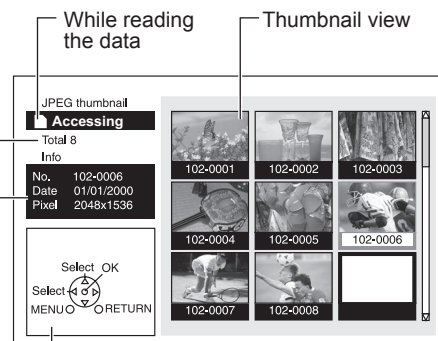 While reading
the data
Thumbnail view
JPEG thumbnail
Accessing
Total 8
Info
No. 102-0006
Date 01/01/2000
Pixel 2048x1536
Select OK
Select
MENU RETURN
102-0001 102-0002 102-0003
102-0004 102-0005 102-0006
102-0007 102-0008